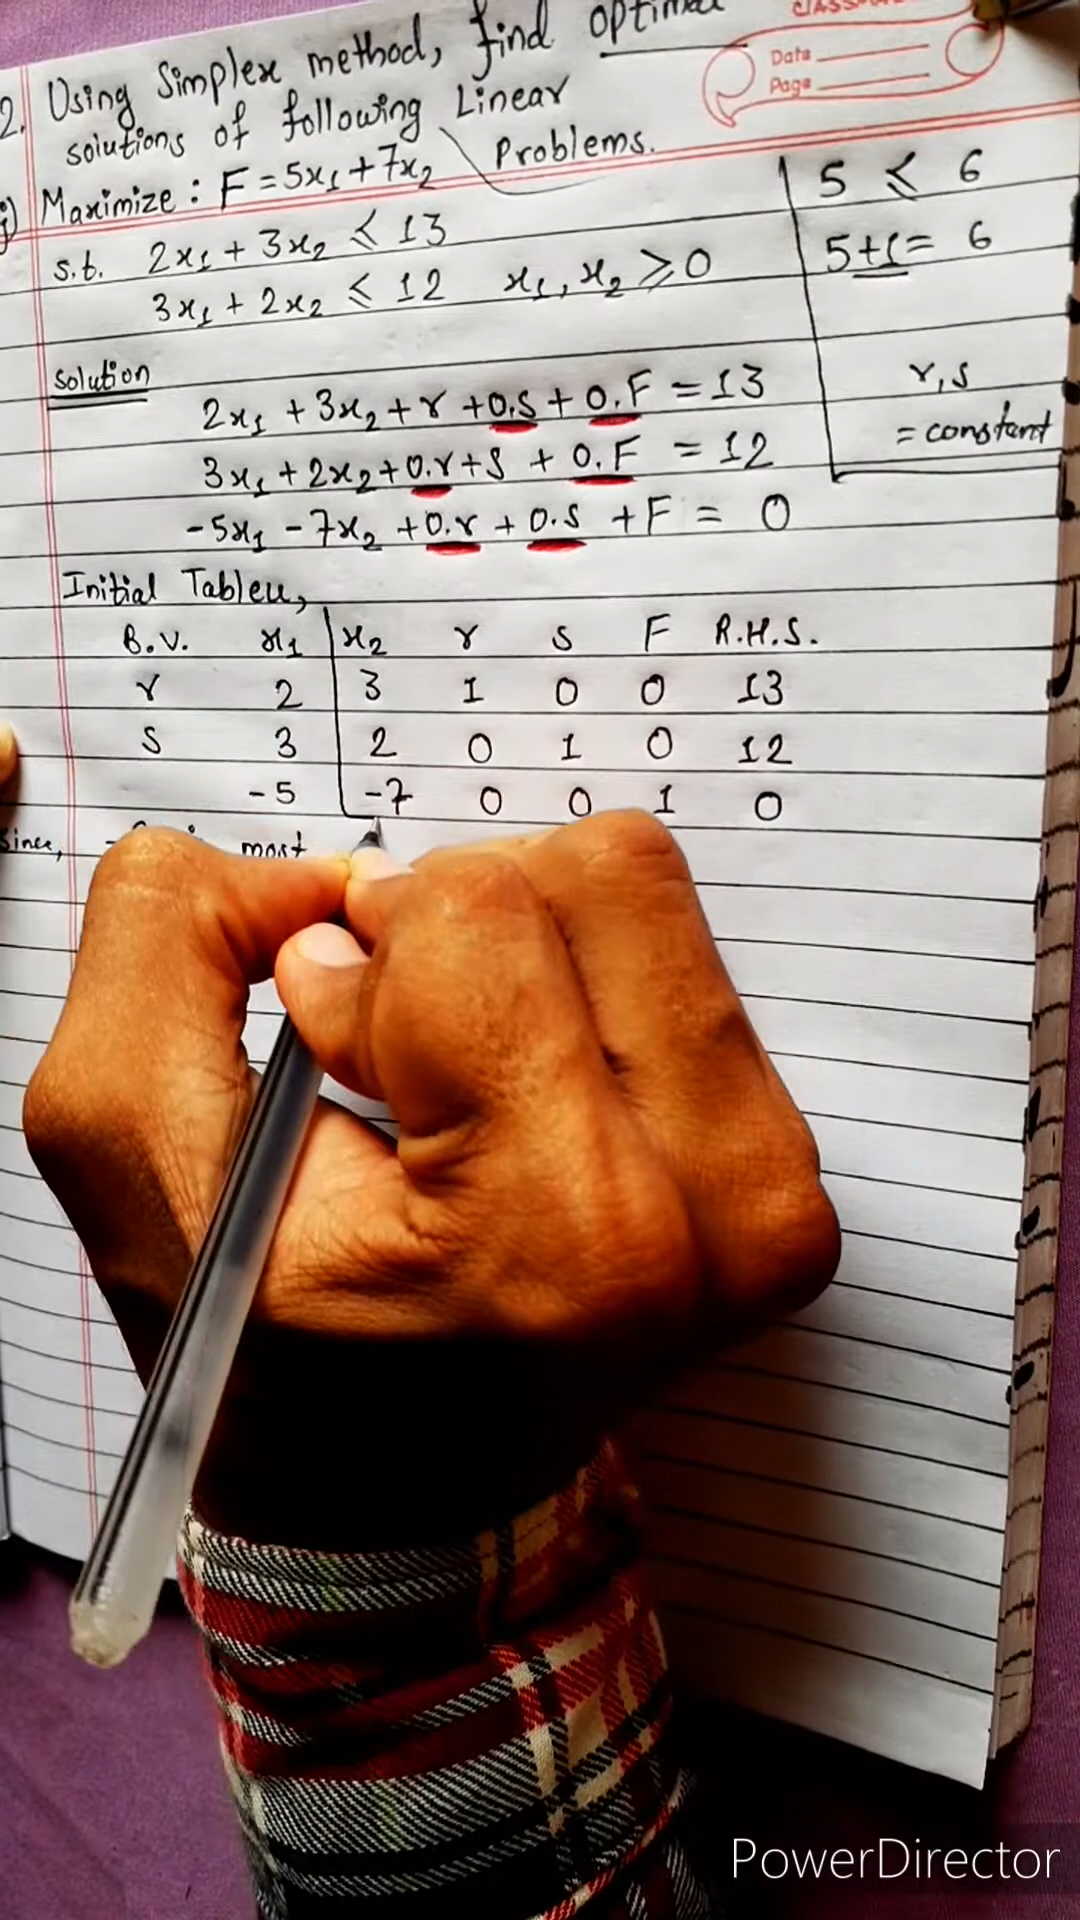 2. Using Simplex method, find optimal
solutions of following Linear
Problems.
i) Maximize : F = 5x₁ + 7x₂
s.t. 2x₁ + 3x₂ ≤ 13
3x₁ + 2x₂ ≤ 12 x₁, x₂ ≥ 0
5 ≤ 6
5+1 = 6
r, s
= constant
Solution
2x₁ + 3x₂ + r + 0.s + 0.F = 13
3x₁ + 2x₂ + 0.r + s + 0.F = 12
-5x₁ - 7x₂ + 0.r + 0.s + F = 0
Initial Tableu,
B.V. x₁ x₂ r s F R.H.S.
r 2 3 1 0 0 13
s 3 2 0 1 0 12
-5 -7 0 0 1 0
Since, most
Date
Page
PowerDirector